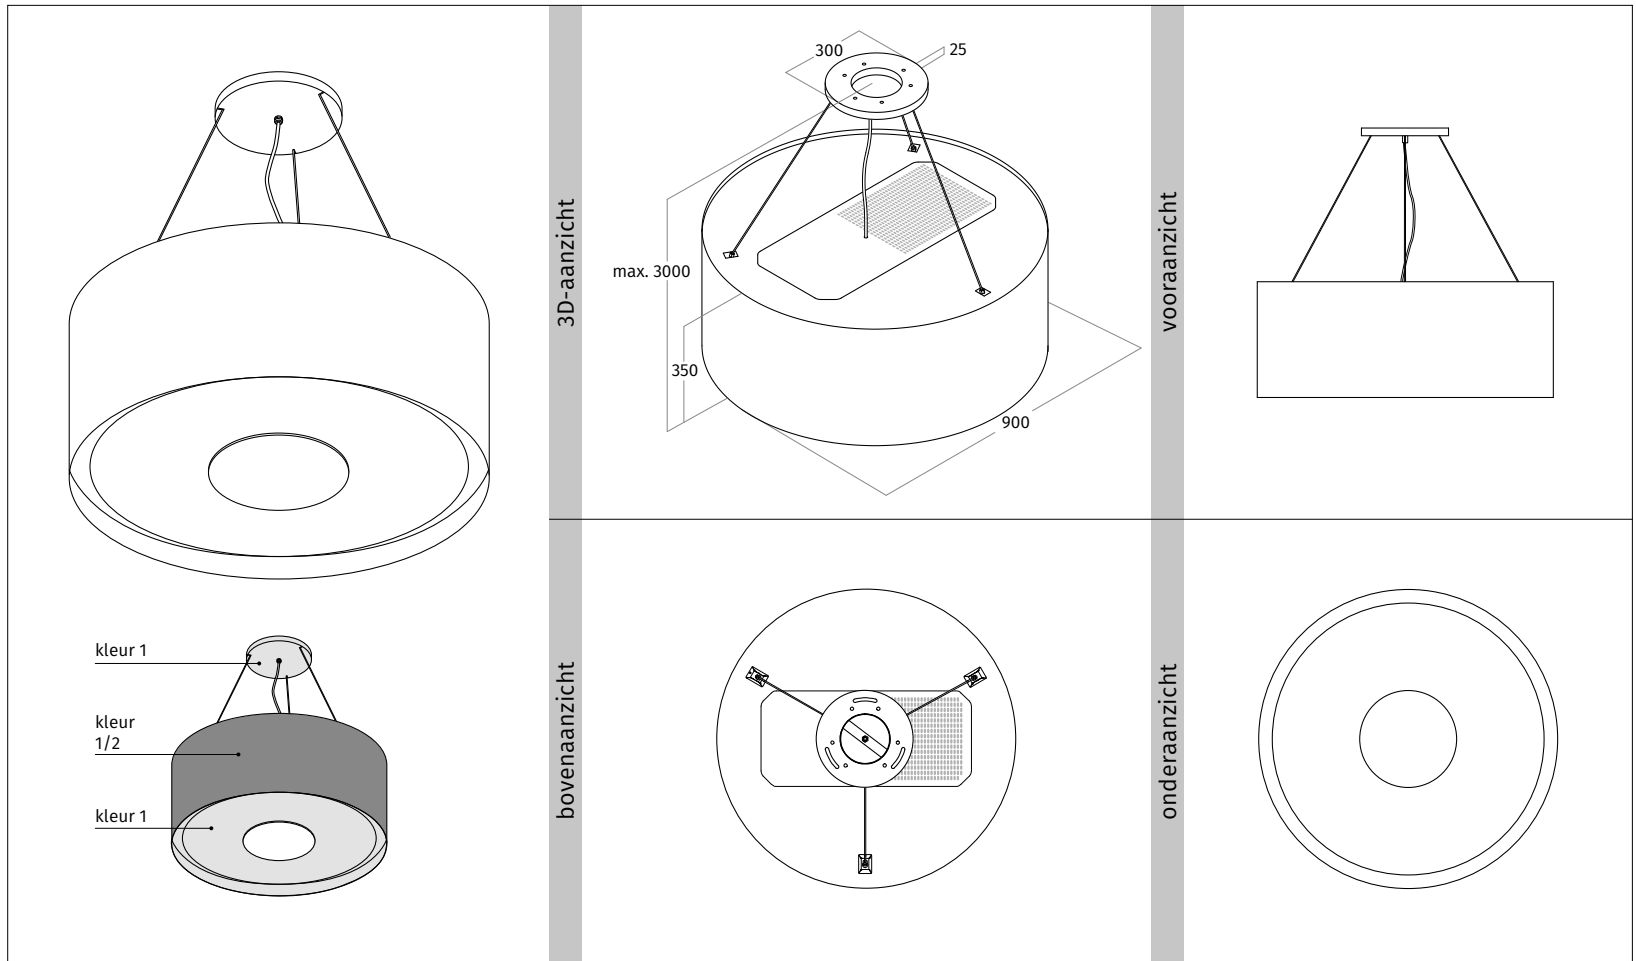 kleur 1
kleur
1/2
kleur 1
3D-aanzicht
300
25
max. 3000
350
900
vooraanzicht
bovenaanzicht
onderaanzicht